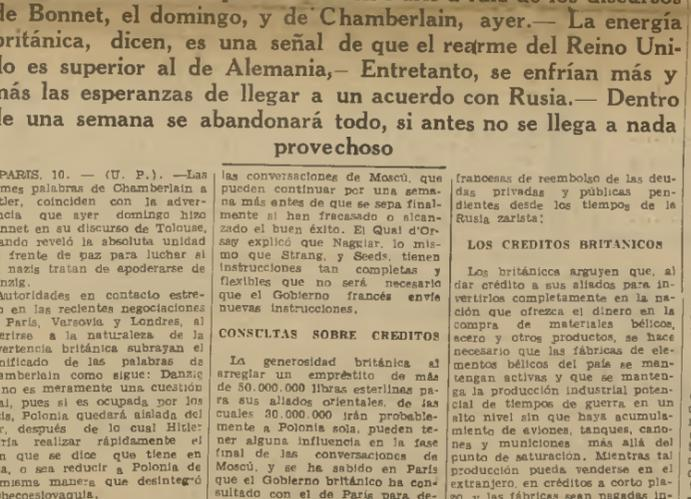 de Bonnet, el domingo, y de Chamberlain, ayer.— La energía
británica, dicen, es una señal de que el rearme del Reino Uni-
do es superior al de Alemania,— Entretanto, se enfrían más y
más las esperanzas de llegar a un acuerdo con Rusia.— Dentro
de una semana se abandonará todo, si antes no se llega a nada
provechoso
PARIS, 10. — (U. P.). —Las
mes palabras de Chamberlain a
tler, coinciden con la adver-
ncia que ayer domingo hizo
nnet en su discurso de Tolouse,
ando reveló la absoluta unidad
frente de paz para luchar si
nazis tratan de apoderarse de
nzig.
Autoridades en contacto estre-
o en las recientes negociaciones
París, Varsovia y Londres, al
erirse a la naturaleza de la
vertencia británica subrayan el
nificado de las palabras de
amberlain como sigue: Danzig
no es meramente una cuestión
al, pues si es ocupada por los
is, Polonia quedará aislada del
r, después de lo cual Hitler
ría realizar rápidamente el
n que se dice que tiene en
a, o sea reducir a Polonia de
misma manera que desintegró
hecoeslovaquia.
las conversaciones de Moscú, que
pueden continuar por una sema-
na más antes de que se sepa final-
mente si han fracasado o alcan-
zado el buen éxito. El Quai d'Or-
say explicó que Naggiar, lo mis-
mo que Strang, y Seeds, tienen
instrucciones tan completas y
flexibles que no será necesario
que el Gobierno francés envíe
nuevas instrucciones.
CONSULTAS SOBRE CREDITOS
La generosidad británica al
arreglar un empréstito de más
de 50.000.000 libras esterlinas pa-
ra sus aliados orientales, de las
cuales 30.000.000 irán probable-
mente a Polonia sola, pueden te-
ner alguna influencia en la fase
final de las conversaciones de
Moscú, y se ha sabido en París
que el Gobierno británico ha con-
sultado con el de París para de-
francesas de reembolso de las deu-
das privadas y públicas pen-
dientes desde los tiempos de la
Rusia zarista:
LOS CREDITOS BRITANICOS
Los británicos arguyen que, al
dar crédito a sus aliados para in-
vertirlos completamente en la na-
ción que ofrezca el dinero en la
compra de materiales bélicos,
acero y otros productos, se hace
necesario que las fábricas de ele-
mentos bélicos del país se man-
tengan activas y que se manten-
ga la producción industrial poten-
cial de tiempos de guerra en un
alto nivel sin que haya acumula-
miento de aviones, tanques, caño-
nes y municiones más allá del
punto de saturación. Mientras tal
producción pueda venderse en el
extranjero, en créditos a corto pla-
zo y las fábricas sean pagadas